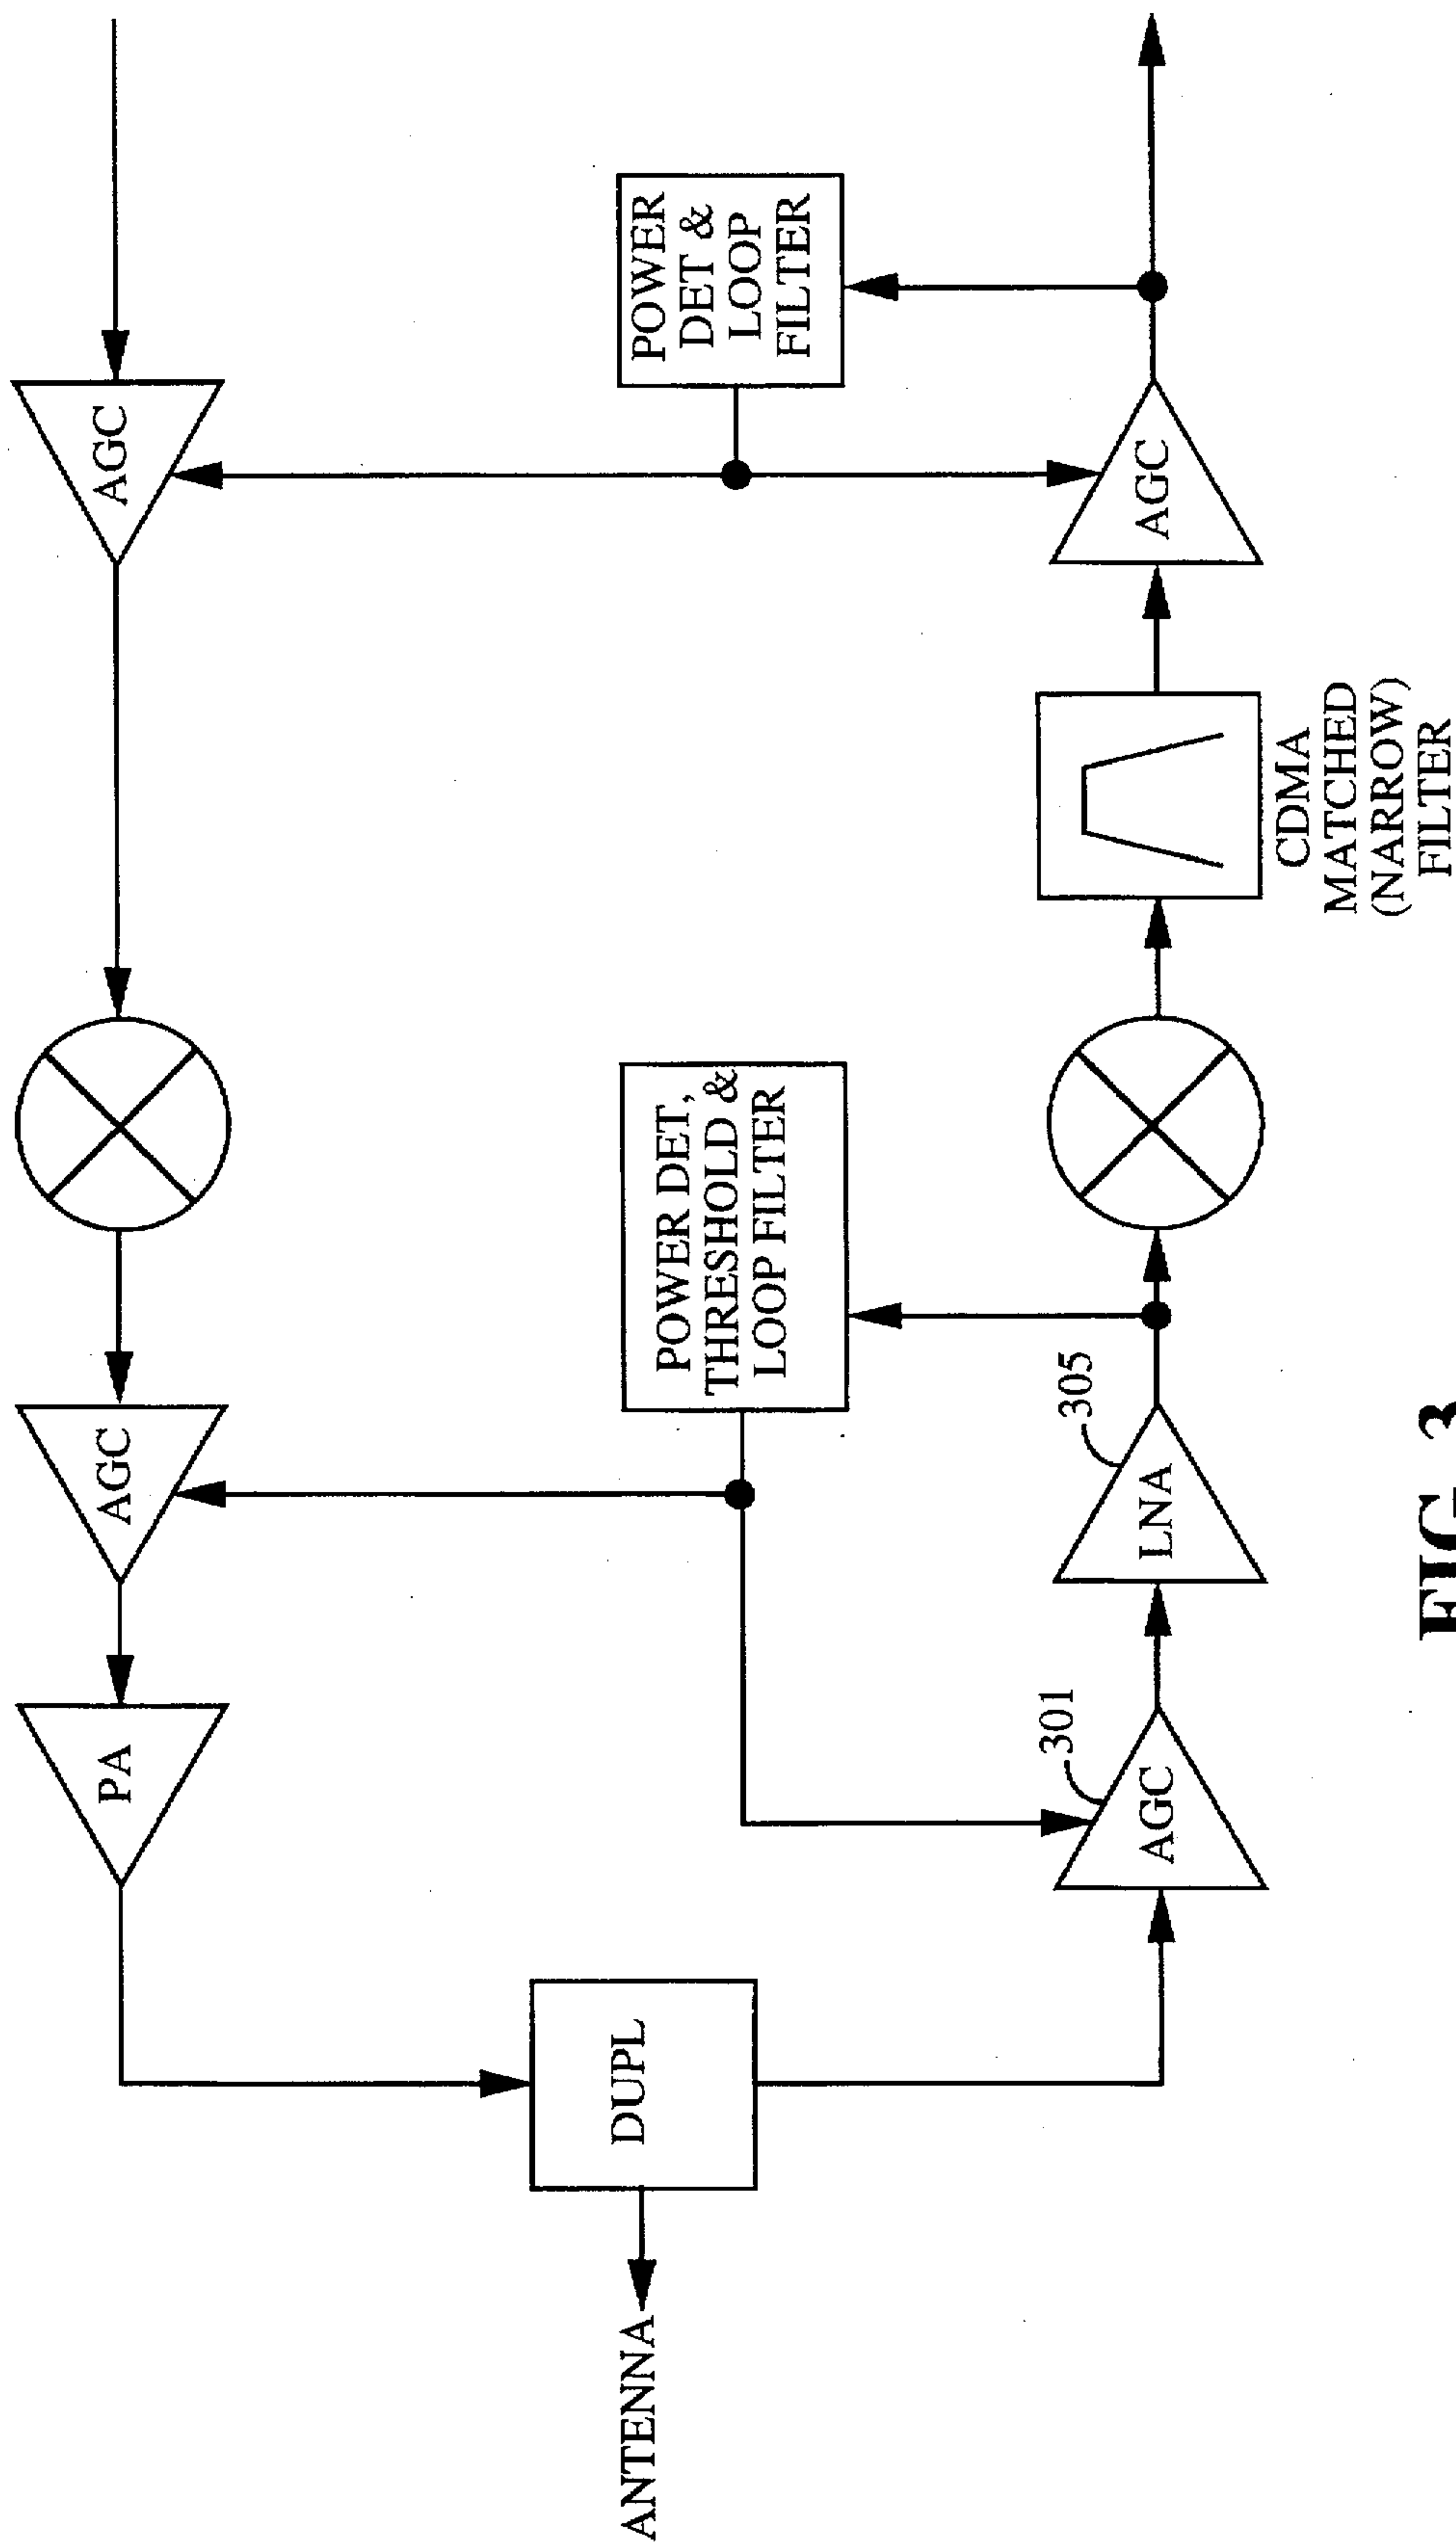 ANTENNA
DUPL
PA
AGC
AGC
POWER DET,
THRESHOLD &
LOOP FILTER
POWER
DET &
LOOP
FILTER
301
AGC
305
LNA
CDMA
MATCHED
(NARROW)
FILTER
AGC
FIG. 3